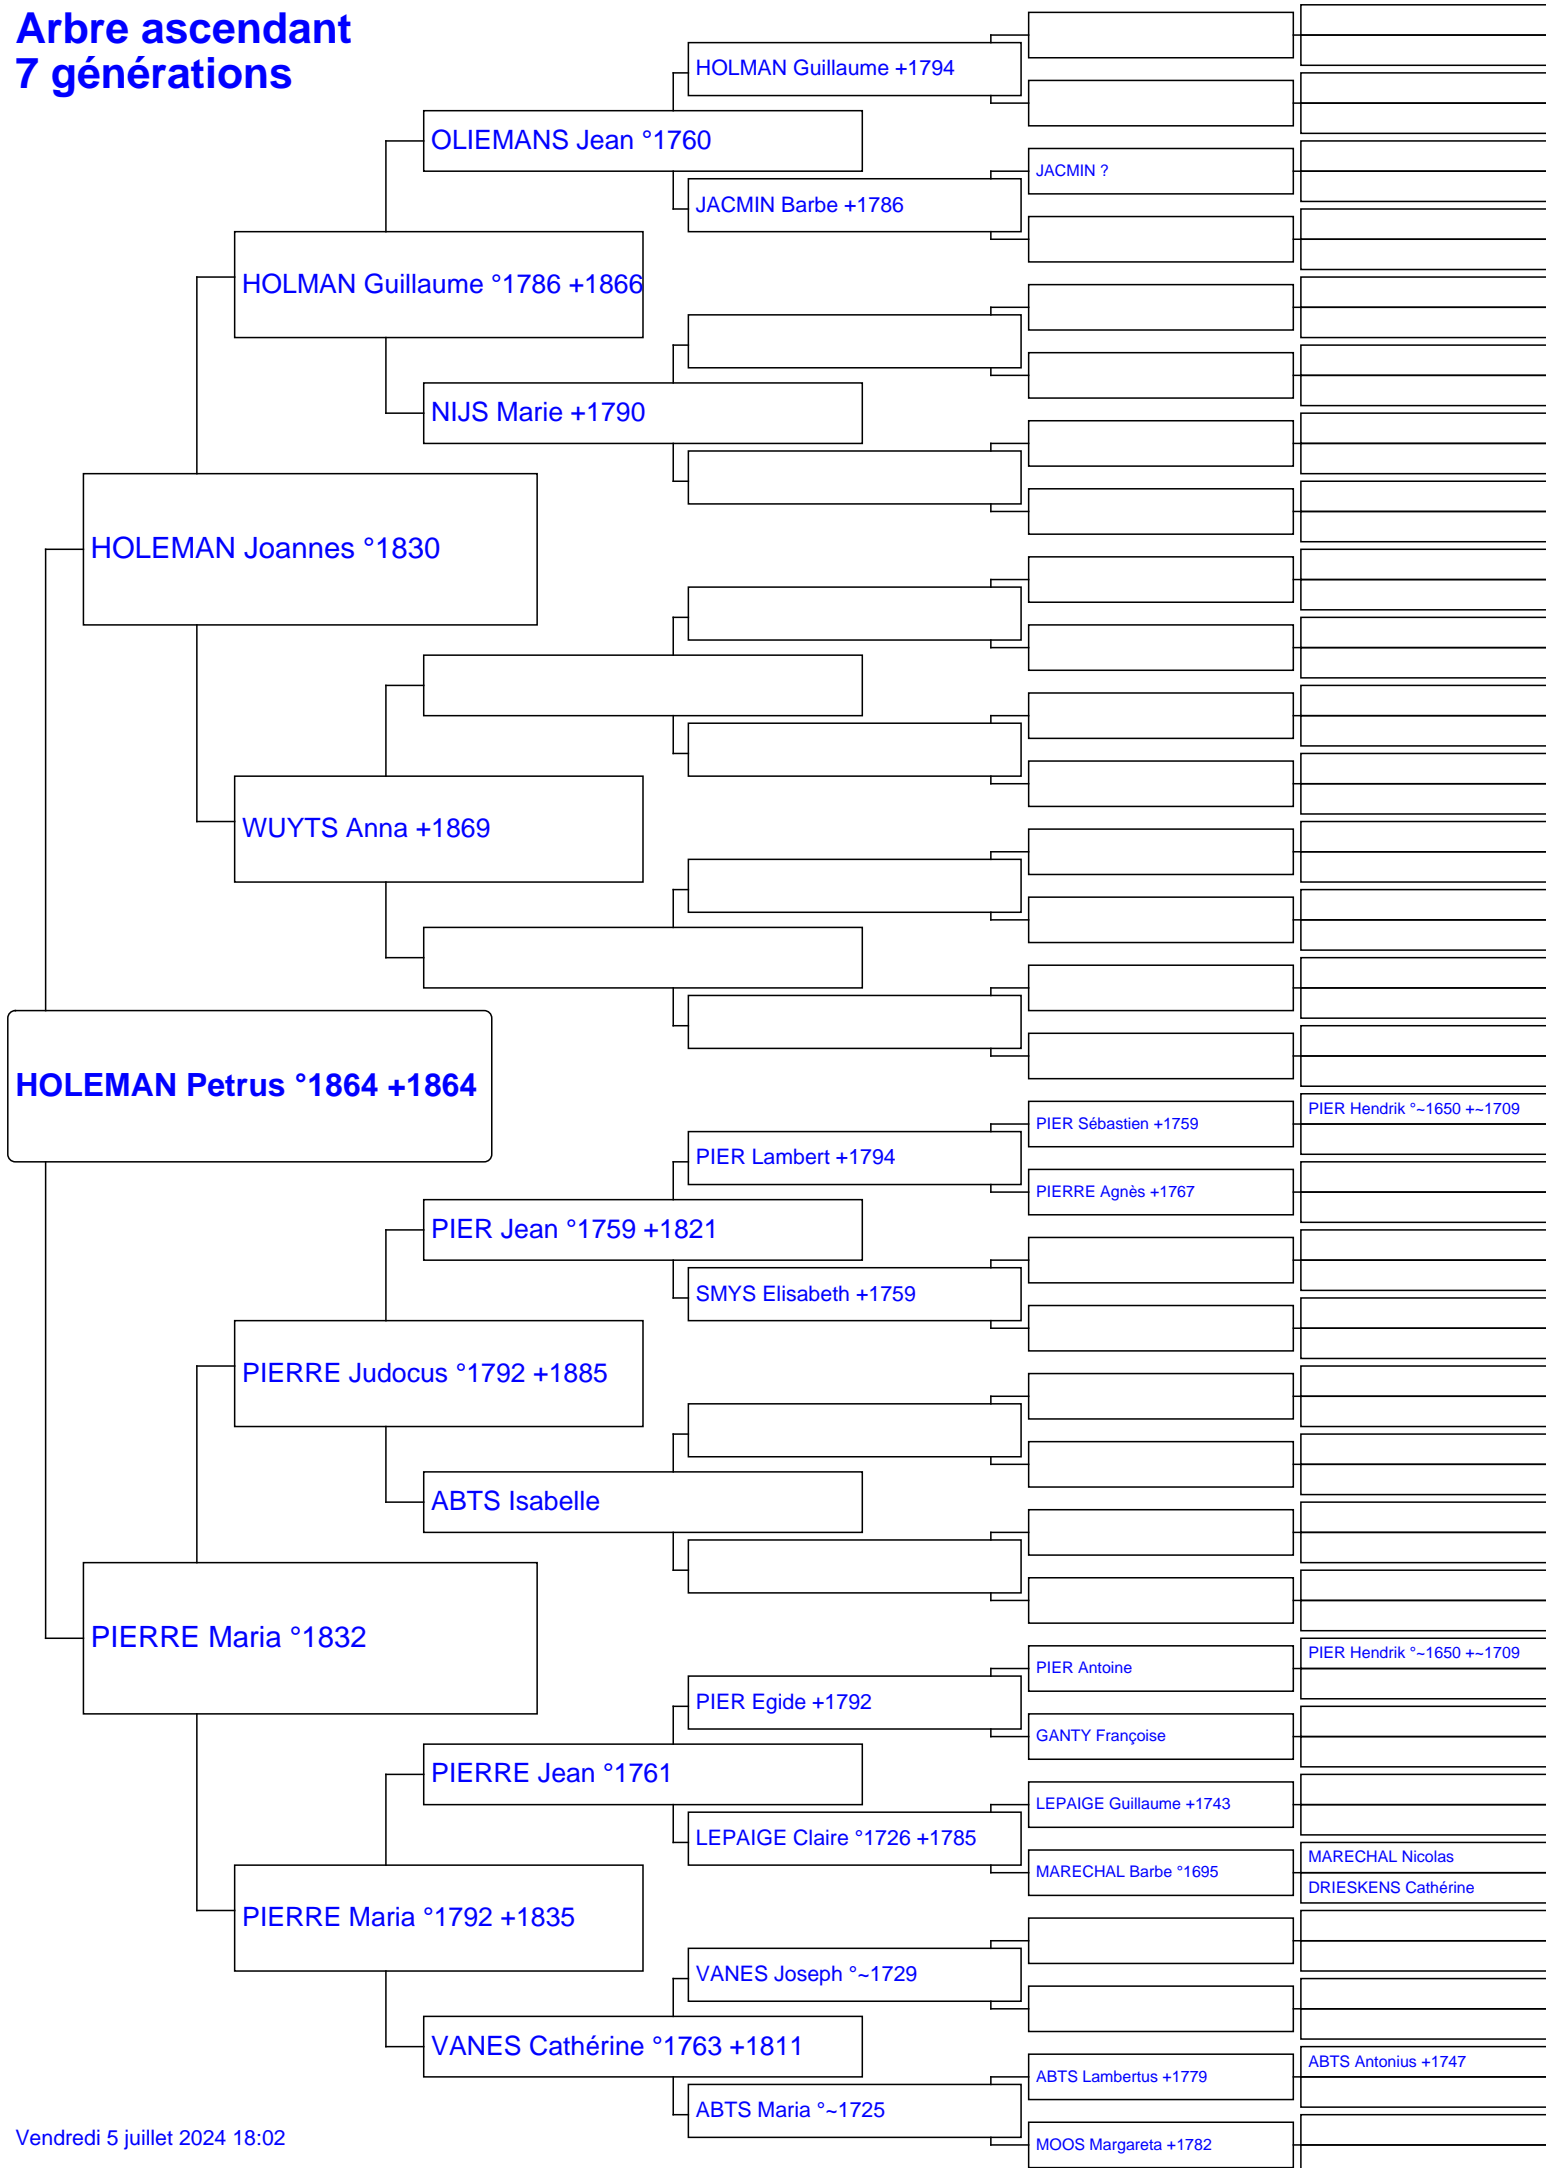 Arbre ascendant
7 générations
HOLMAN Guillaume +1794
OLIEMANS Jean °1760
JACMIN ?
JACMIN Barbe +1786
HOLMAN Guillaume °1786 +1866
NIJS Marie +1790
HOLEMAN Joannes °1830
WUYTS Anna +1869
HOLEMAN Petrus °1864 +1864
PIER Hendrik °~1650 +~1709
PIER Sébastien +1759
PIER Lambert +1794
PIERRE Agnès +1767
PIER Jean °1759 +1821
SMYS Elisabeth +1759
PIERRE Judocus °1792 +1885
ABTS Isabelle
PIERRE Maria °1832
PIER Hendrik °~1650 +~1709
PIER Antoine
PIER Egide +1792
GANTY Françoise
PIERRE Jean °1761
LEPAIGE Guillaume +1743
LEPAIGE Claire °1726 +1785
MARECHAL Nicolas
MARECHAL Barbe °1695
DRIESKENS Cathérine
PIERRE Maria °1792 +1835
VANES Joseph °~1729
VANES Cathérine °1763 +1811
ABTS Antonius +1747
ABTS Lambertus +1779
ABTS Maria °~1725
MOOS Margareta +1782
Vendredi 5 juillet 2024 18:02